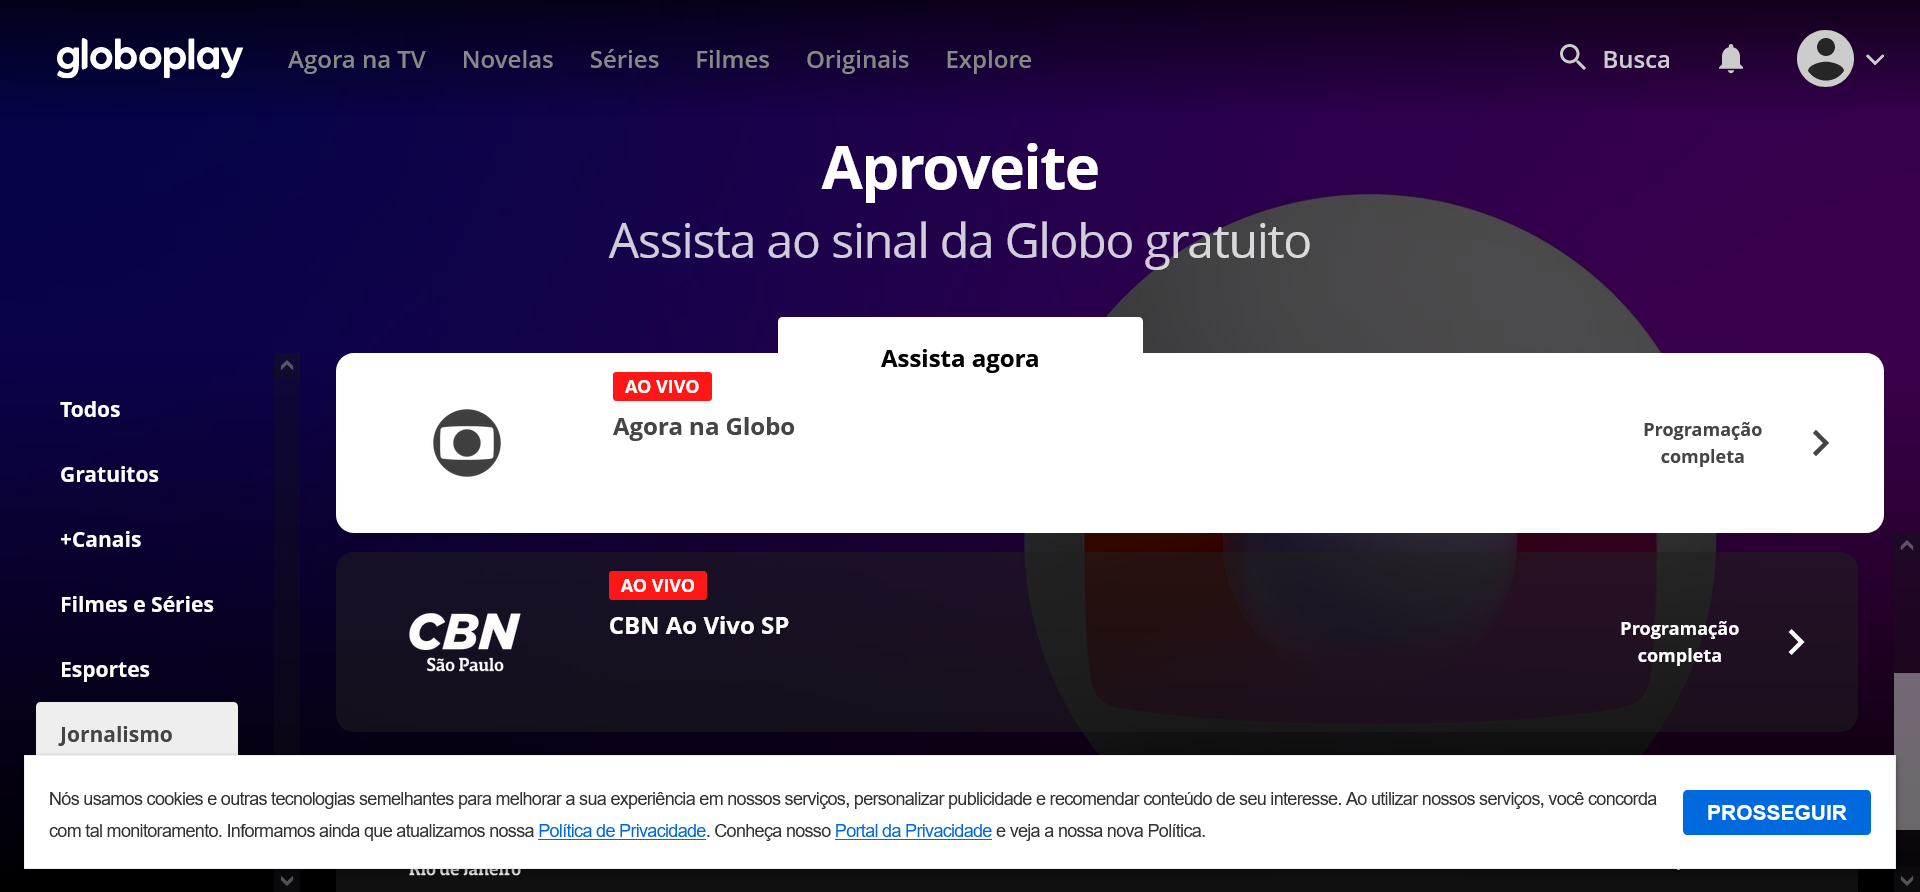 globoplay
Agora na TV
Novelas
Séries
Filmes
Originais
Explore
Busca
Aproveite
Assista ao sinal da Globo gratuito
Assista agora
Todos
Gratuitos
+Canais
Filmes e Séries
Esportes
Jornalismo
AO VIVO
Agora na Globo
Programação
completa
CBN
São Paulo
AO VIVO
CBN Ao Vivo SP
Programação
completa
Nós usamos cookies e outras tecnologias semelhantes para melhorar a sua experiência em nossos serviços, personalizar publicidade e recomendar conteúdo de seu interesse. Ao utilizar nossos serviços, você concorda
com tal monitoramento. Informamos ainda que atualizamos nossa Política de Privacidade. Conheça nosso Portal da Privacidade e veja a nossa nova Política.
PROSSEGUIR
Rio de Janeiro